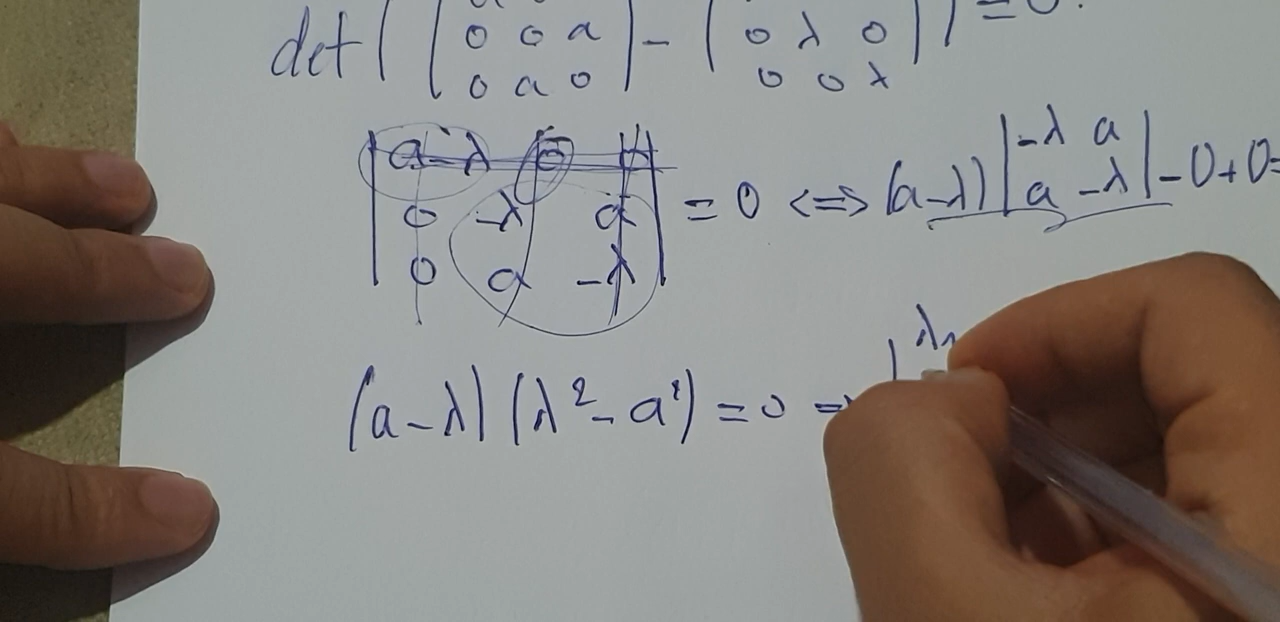 det( | 0 0 a | - | 0 λ 0 | ) = 0.
0 a 0 0 0 λ
| a-λ 0 | = 0 <=> (a-λ) | -λ a | - 0 + 0 =
0 -λ a a -λ
0 a -λ
(a-λ) (λ² - a²) = 0 => λ₁